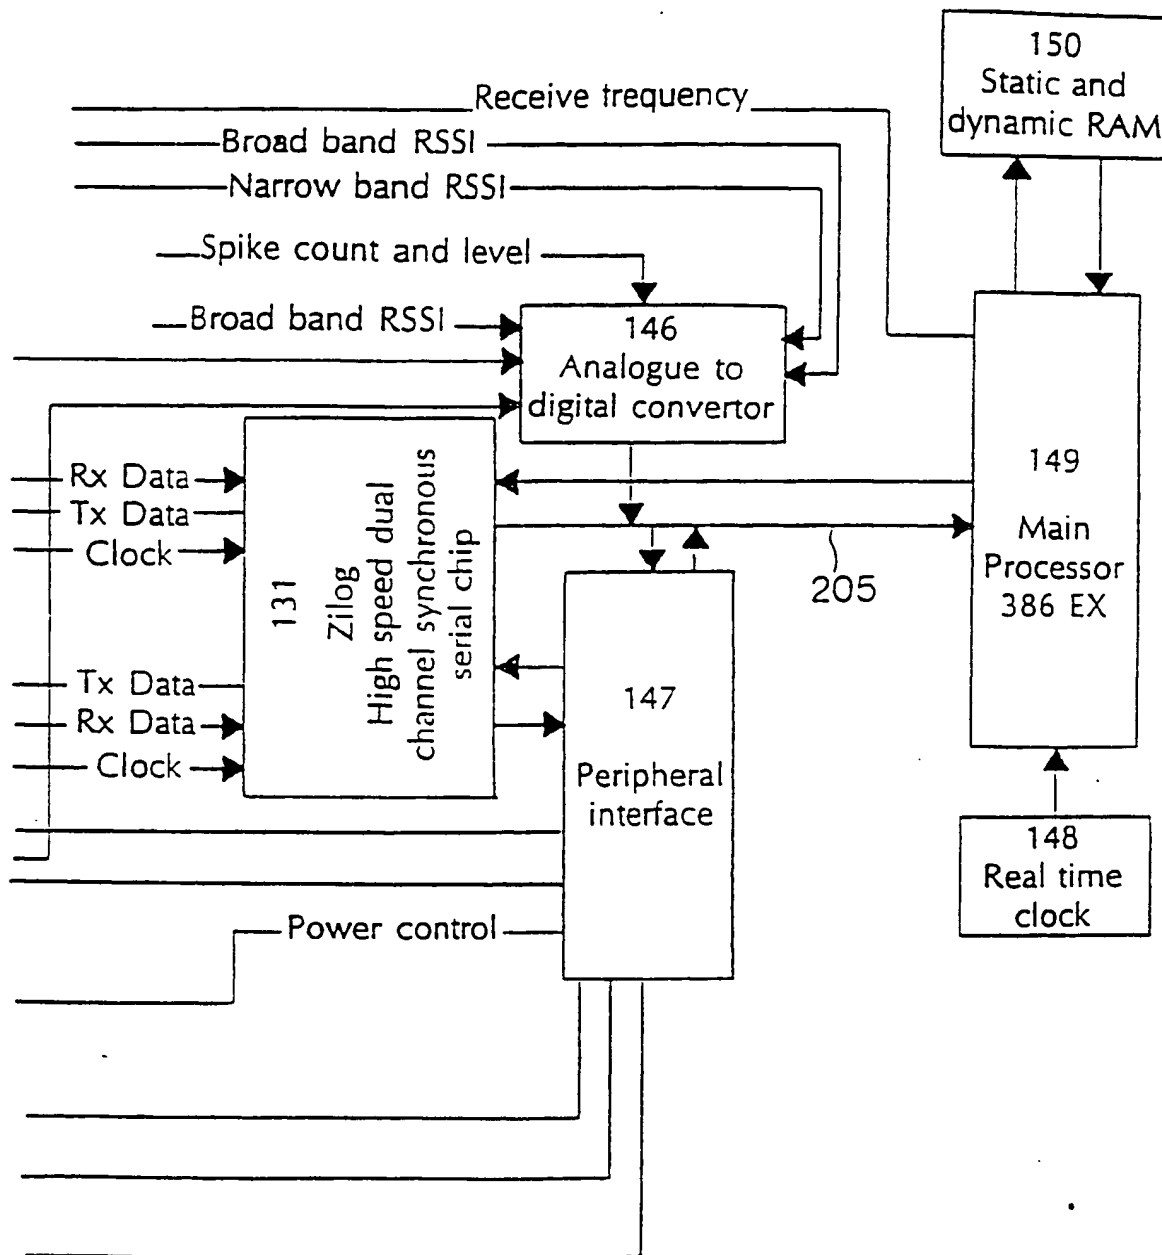 150
Static and
dynamic RAM
Receive trequency
Broad band RSSI
Narrow band RSSI
Spike count and level
Broad band RSSI
146
Analogue to
digital convertor
Rx Data
Tx Data
Clock
Tx Data
Rx Data
Clock
131
Zilog
High speed dual
channel synchronous
serial chip
205
149
Main
Processor
386 EX
147
Peripheral
interface
148
Real time
clock
Power control